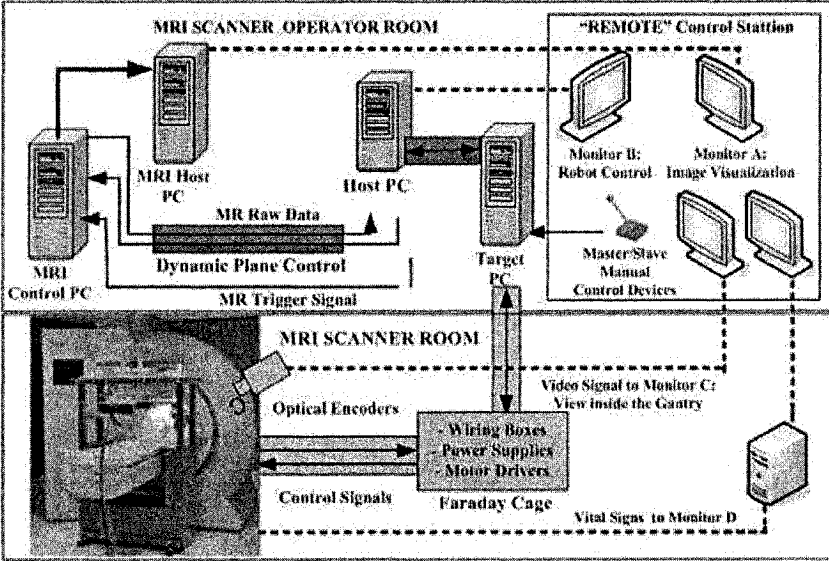 MRI SCANNER OPERATOR ROOM
"REMOTE" Control Stattion
MRI Host
PC
Host PC
Monitor B:
Robot Control
Monitor A:
Image Visualization
MRI
Control PC
MR Raw Data
Dynamic Plane Control
MR Trigger Signal
Target
PC
Master/Slave
Manual
Control Devices
MRI SCANNER ROOM
Video Signal to Monitor C:
View inside the Gantry
Optical Encoders
- Wiring Boxes
- Power Supplies
- Motor Drivers
Control Signals
Faraday Cage
Vital Signs to Monitor D